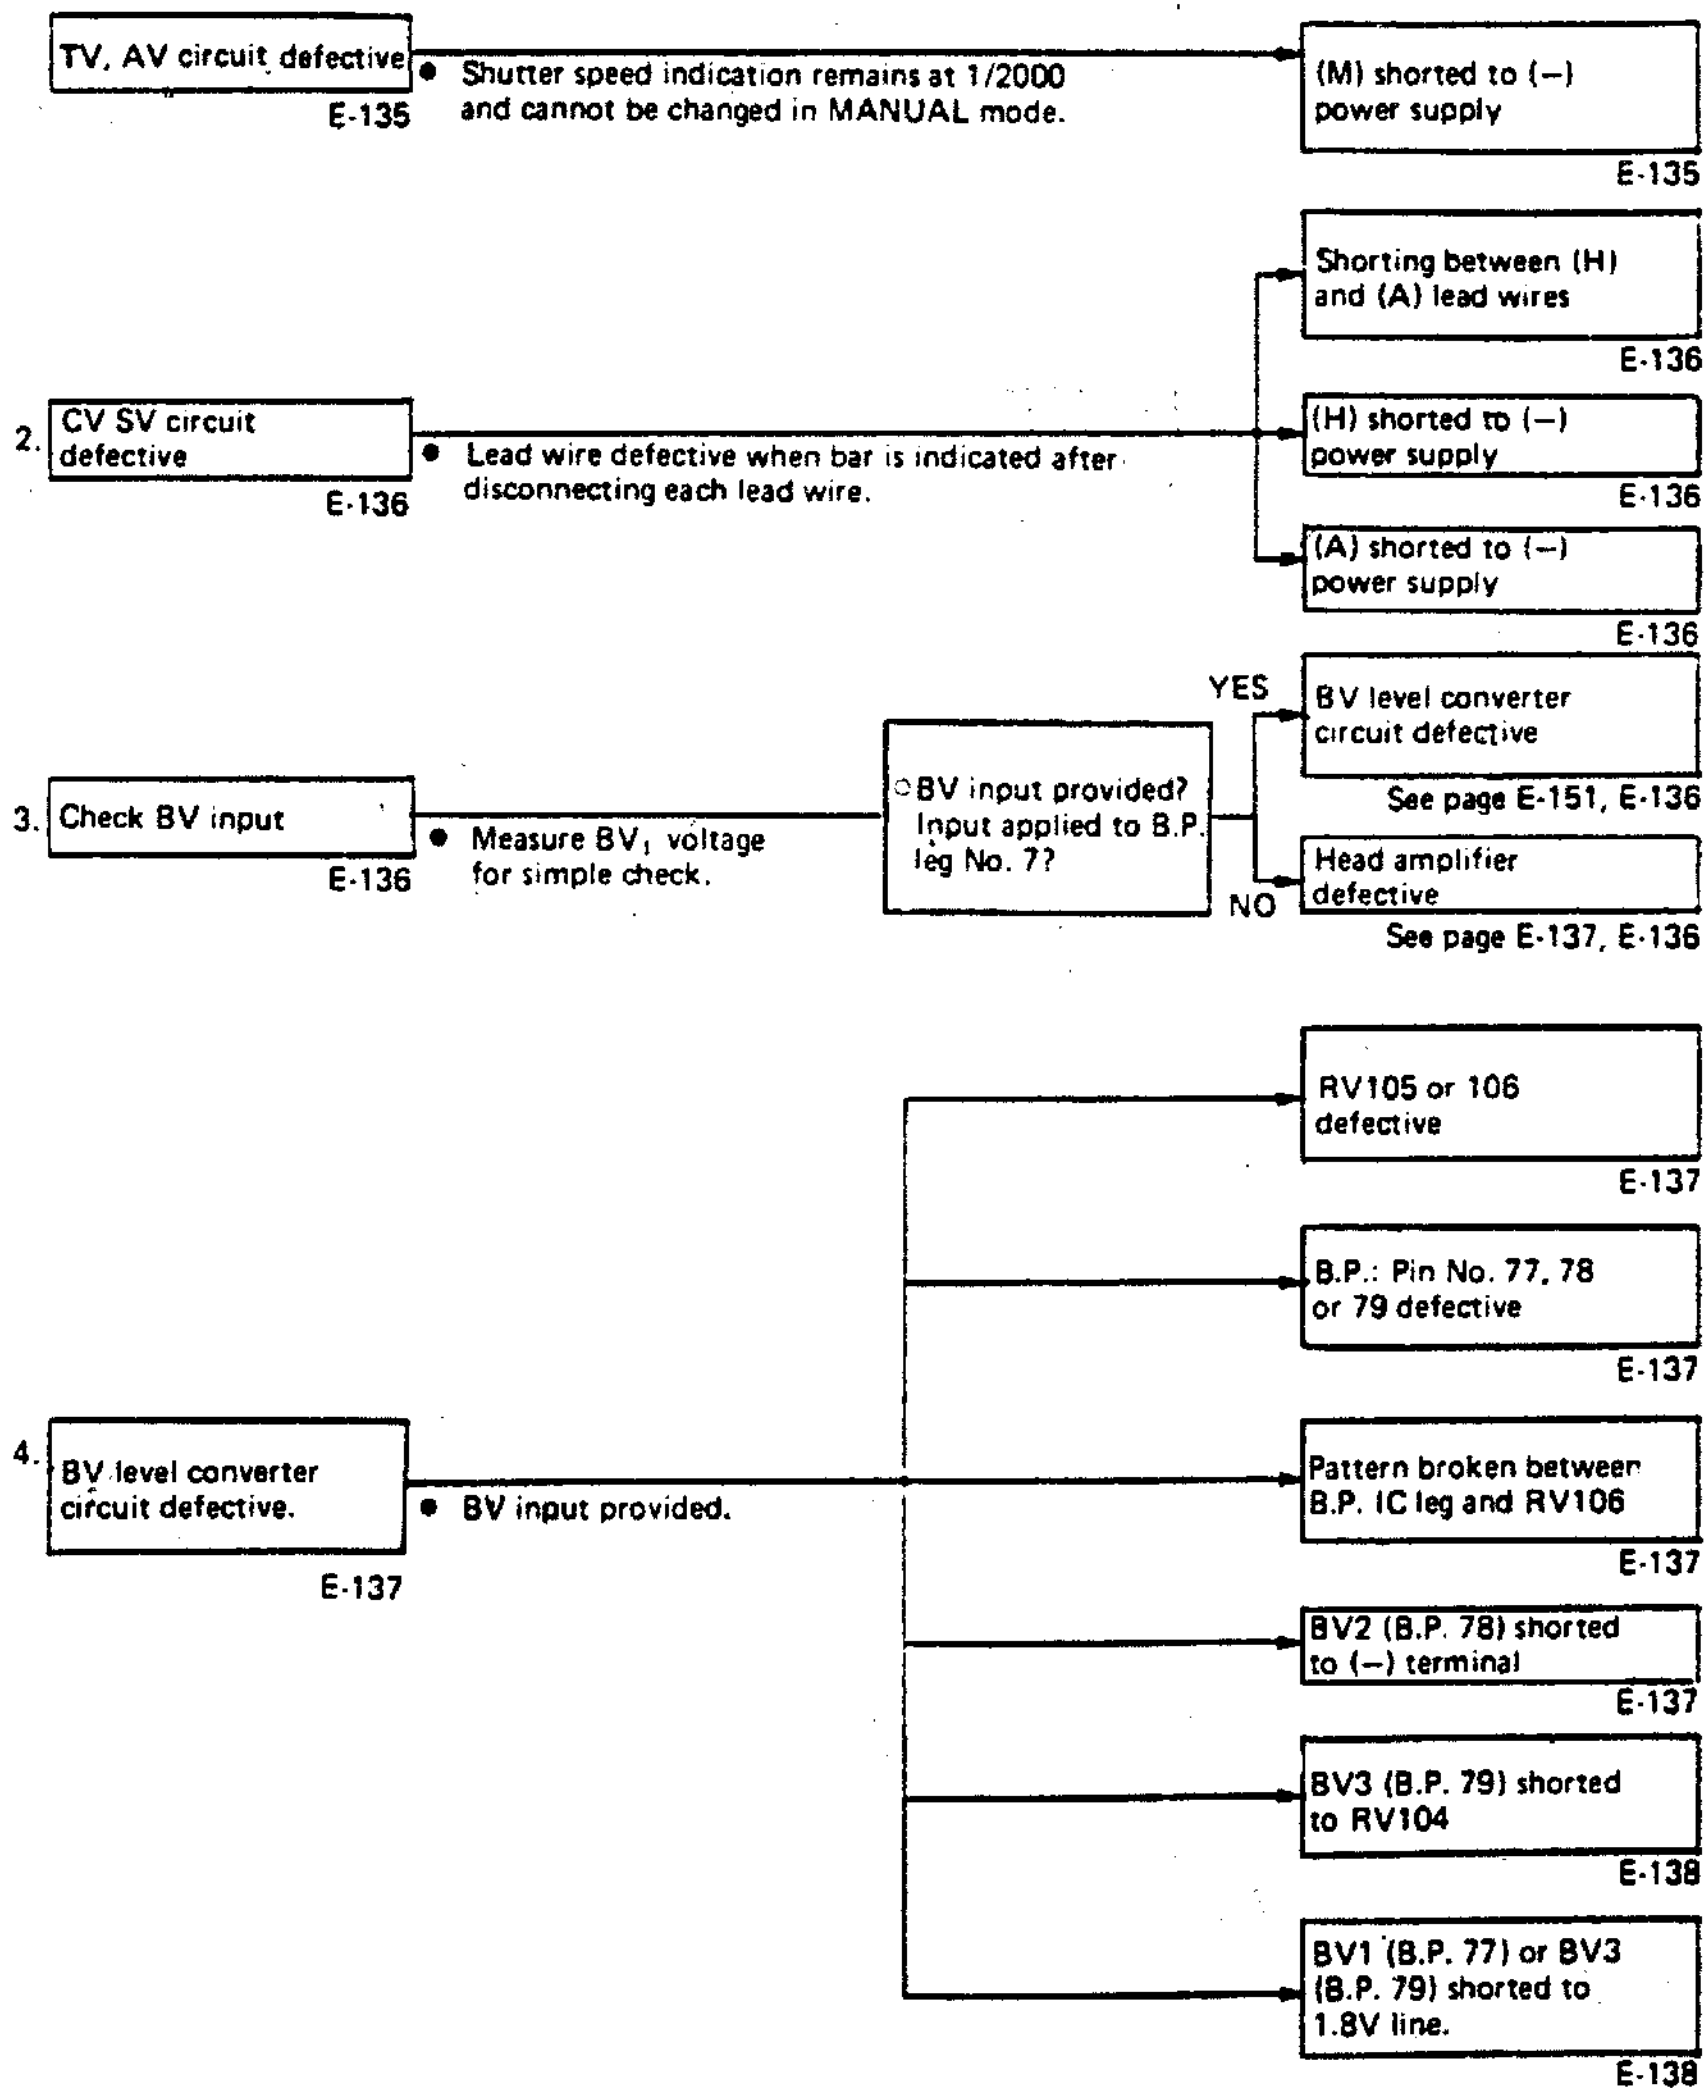 TV, AV circuit defective
E-135
● Shutter speed indication remains at 1/2000
and cannot be changed in MANUAL mode.
(M) shorted to (−)
power supply
E-135
Shorting between (H)
and (A) lead wires
E-136
2. CV SV circuit
defective
E-136
● Lead wire defective when bar is indicated after
disconnecting each lead wire.
(H) shorted to (−)
power supply
E-136
(A) shorted to (−)
power supply
E-136
3. Check BV input
E-136
● Measure BV₁ voltage
for simple check.
○ BV input provided?
Input applied to B.P.
leg No. 7?
YES
BV level converter
circuit defective
See page E-151, E-136
NO
Head amplifier
defective
See page E-137, E-136
RV105 or 106
defective
E-137
B.P.: Pin No. 77, 78
or 79 defective
E-137
4. BV level converter
circuit defective.
E-137
● BV input provided.
Pattern broken between
B.P. IC leg and RV106
E-137
BV2 (B.P. 78) shorted
to (−) terminal
E-137
BV3 (B.P. 79) shorted
to RV104
E-138
BV1 (B.P. 77) or BV3
(B.P. 79) shorted to
1.8V line.
E-138